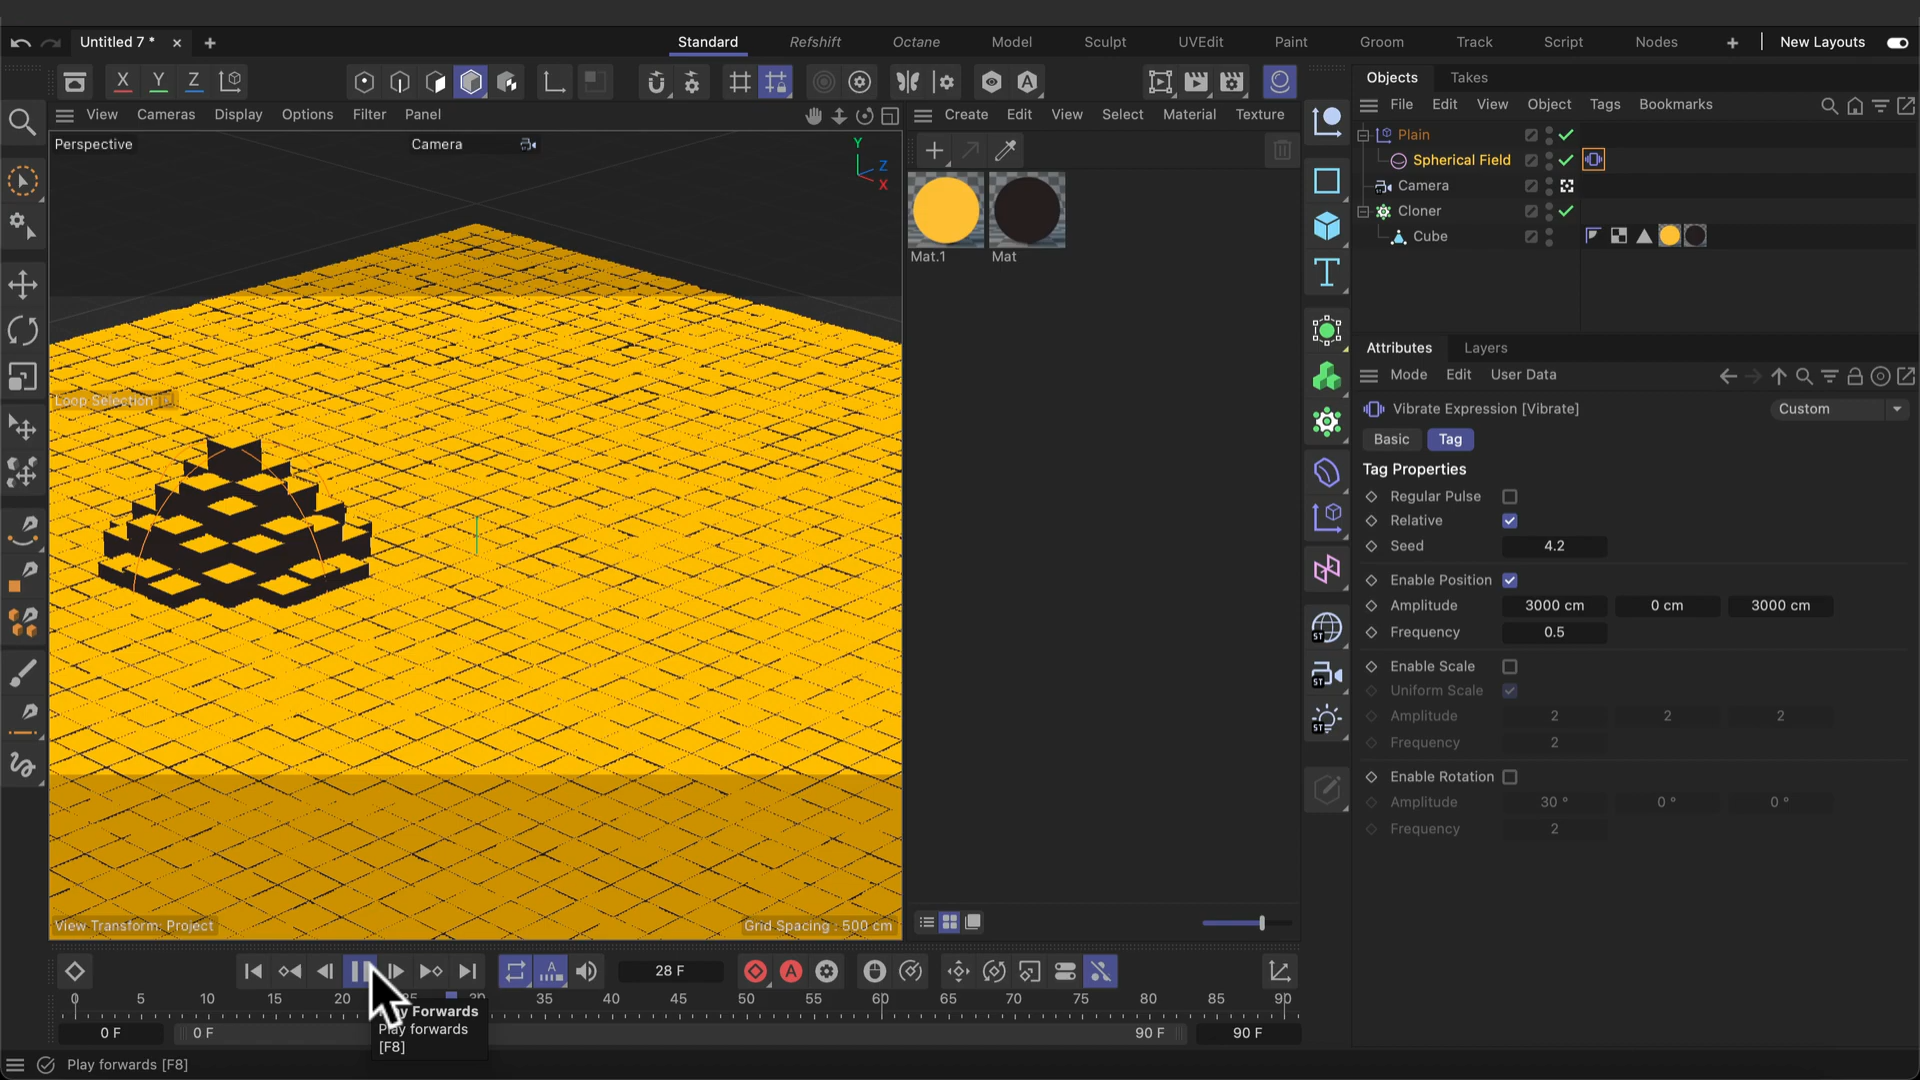 Untitled 7 *
Standard
Refshift
Octane
Model
Sculpt
UVEdit
Paint
Groom
Track
Script
Nodes
New Layouts
X
Y
Z
Objects
Takes
File
Edit
View
Object
Tags
Bookmarks
View
Cameras
Display
Options
Filter
Panel
Create
Edit
View
Select
Material
Texture
Perspective
Camera
Y
Z
X
Plain
Spherical Field
Camera
Cloner
Cube
Mat.1
Mat
Loop Selection
Attributes
Layers
Mode
Edit
User Data
Vibrate Expression [Vibrate]
Custom
Basic
Tag
Tag Properties
Regular Pulse
Relative
Seed
4.2
Enable Position
Amplitude
3000 cm
0 cm
3000 cm
Frequency
0.5
Enable Scale
Uniform Scale
Amplitude
2
2
2
Frequency
2
Enable Rotation
Amplitude
30 °
0 °
0 °
Frequency
2
ST
ST
ST
View Transform: Project
Grid Spacing : 500 cm
28 F
0
5
10
15
20
30
35
40
45
50
55
60
65
70
75
80
85
90
Forwards
Play forwards
[F8]
0 F
0 F
90 F
90 F
Play forwards [F8]